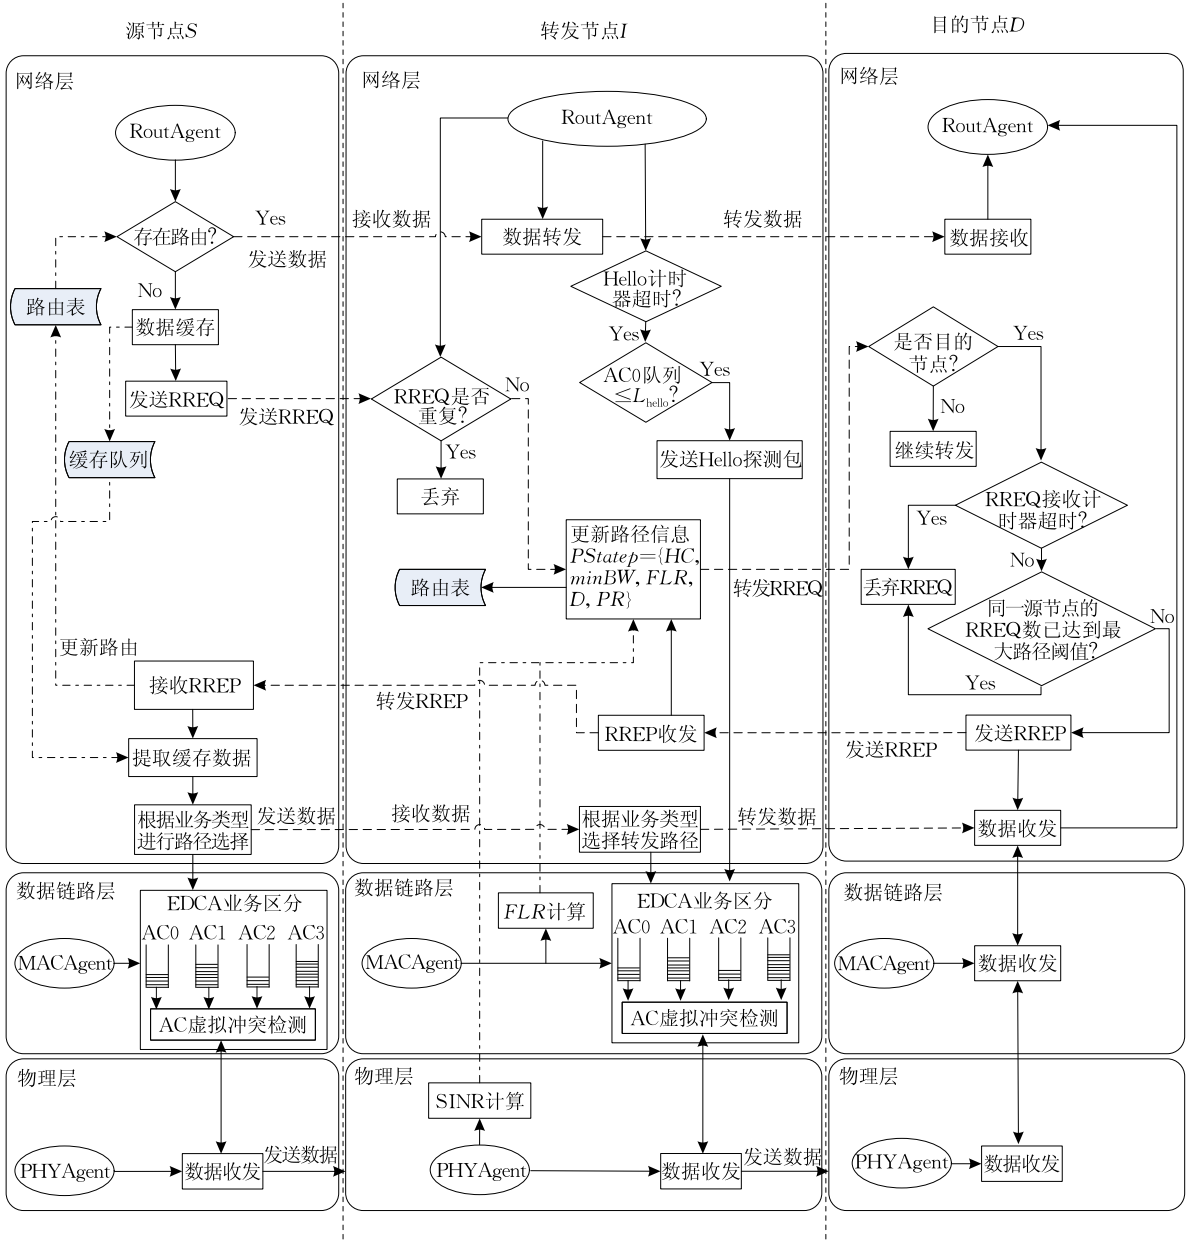 源节点S
转发节点I
目的节点D
网络层
RoutAgent
存在路由?
Yes
发送数据
No
路由表
数据缓存
发送RREQ
发送RREQ
缓存队列
更新路由
接收RREP
提取缓存数据
根据业务类型
进行路径选择
发送数据
数据链路层
EDCA业务区分
AC0 AC1 AC2 AC3
MACAgent
AC虚拟冲突检测
物理层
PHYAgent
数据收发
发送数据
网络层
RoutAgent
接收数据
数据转发
转发数据
Hello计时
器超时?
Yes
AC0队列
≤Lhello?
Yes
RREQ是否
重复?
No
Yes
丢弃
发送Hello探测包
更新路径信息
PStatep={HC,
minBW, FLR,
D, PR}
路由表
转发RREQ
转发RREP
RREP收发
发送RREP
接收数据
根据业务类型
选择转发路径
转发数据
数据链路层
FLR计算
EDCA业务区分
AC0 AC1 AC2 AC3
MACAgent
AC虚拟冲突检测
物理层
SINR计算
PHYAgent
数据收发
发送数据
网络层
RoutAgent
数据接收
是否目的
节点?
Yes
No
继续转发
RREQ接收计
时器超时?
Yes
No
丢弃RREQ
同一源节点的
RREQ数已达到最
大路径阈值?
No
Yes
发送RREP
数据收发
数据链路层
MACAgent
数据收发
物理层
PHYAgent
数据收发